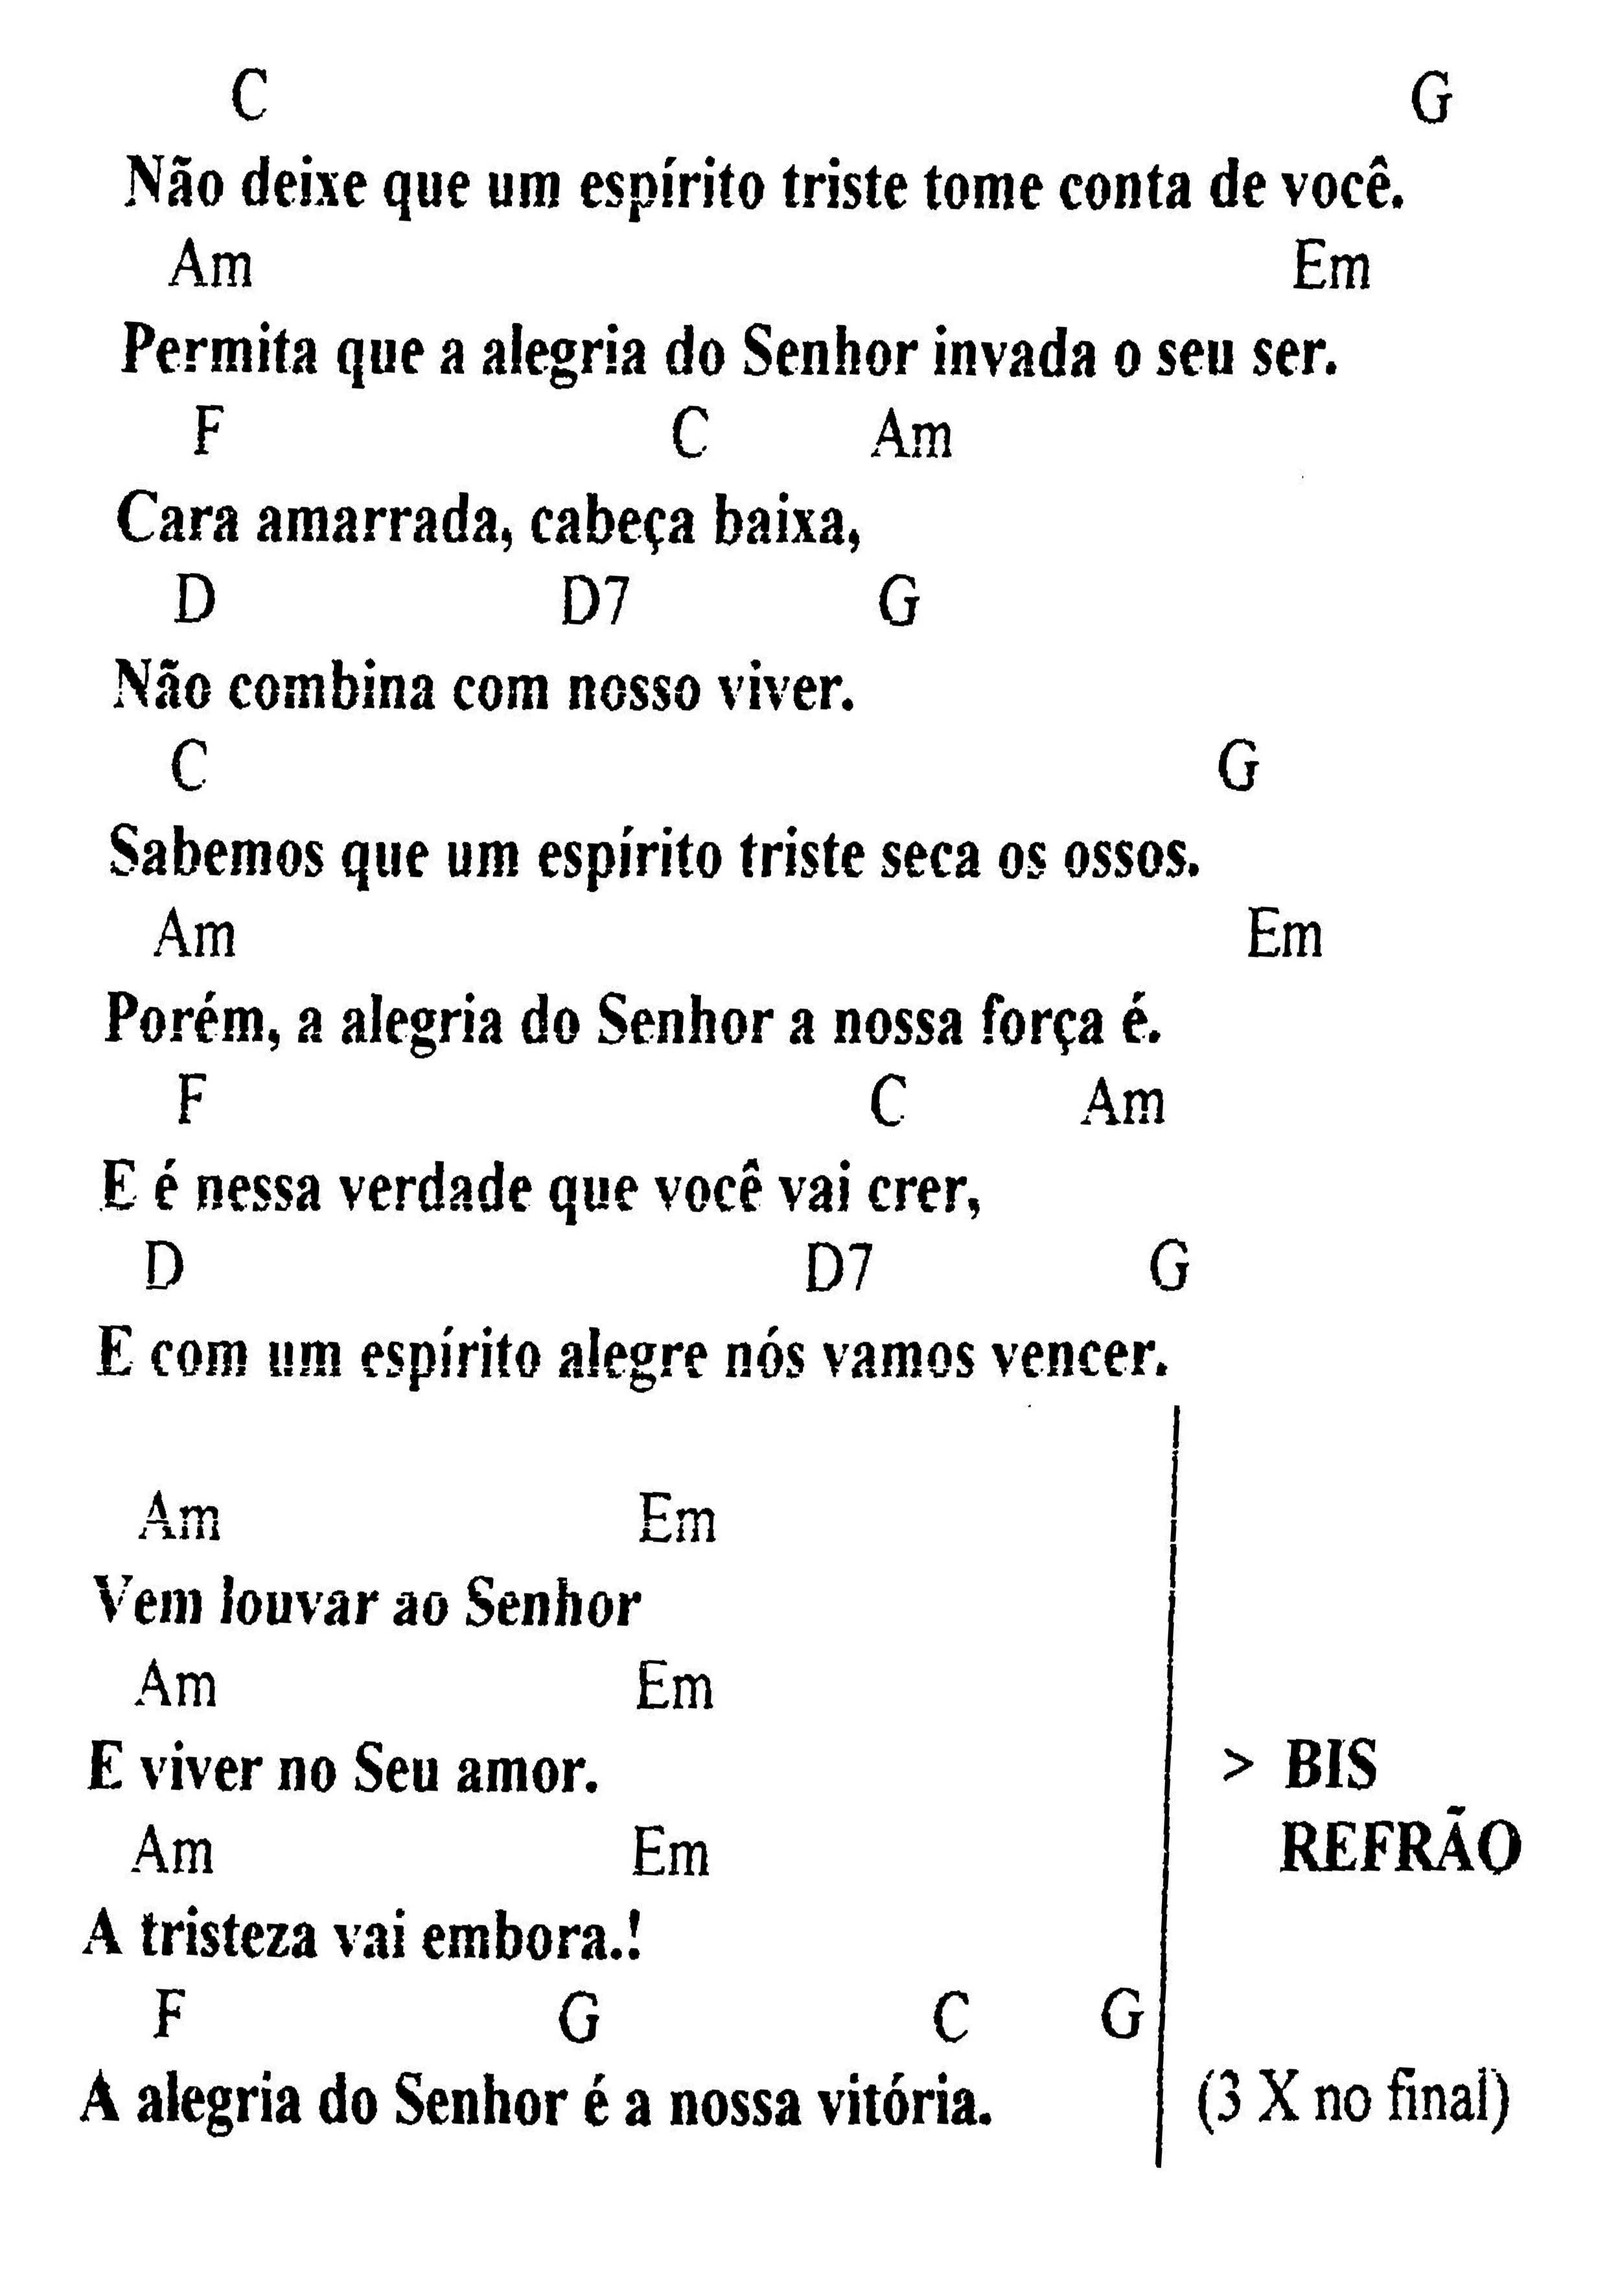 C G
Não deixe que um espírito triste tome conta de você.
Am Em
Permita que a alegria do Senhor invada o seu ser.
F C Am
Cara amarrada, cabeça baixa,
D D7 G
Não combina com nosso viver.
C G
Sabemos que um espírito triste seca os ossos.
Am Em
Porém, a alegria do Senhor a nossa força é.
F C Am
E é nessa verdade que você vai crer,
D D7 G
E com um espírito alegre nós vamos vencer.
Am Em
Vem louvar ao Senhor
Am Em
E viver no Seu amor.
> BIS
Am Em
REFRÃO
A tristeza vai embora.!
F G C G
A alegria do Senhor é a nossa vitória.
(3 X no final)